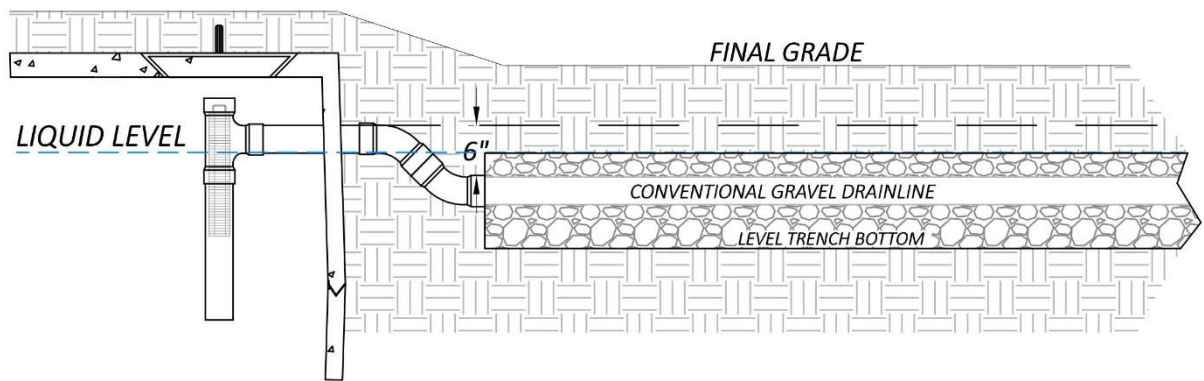 FINAL GRADE
LIQUID LEVEL
6"
CONVENTIONAL GRAVEL DRAINLINE
LEVEL TRENCH BOTTOM